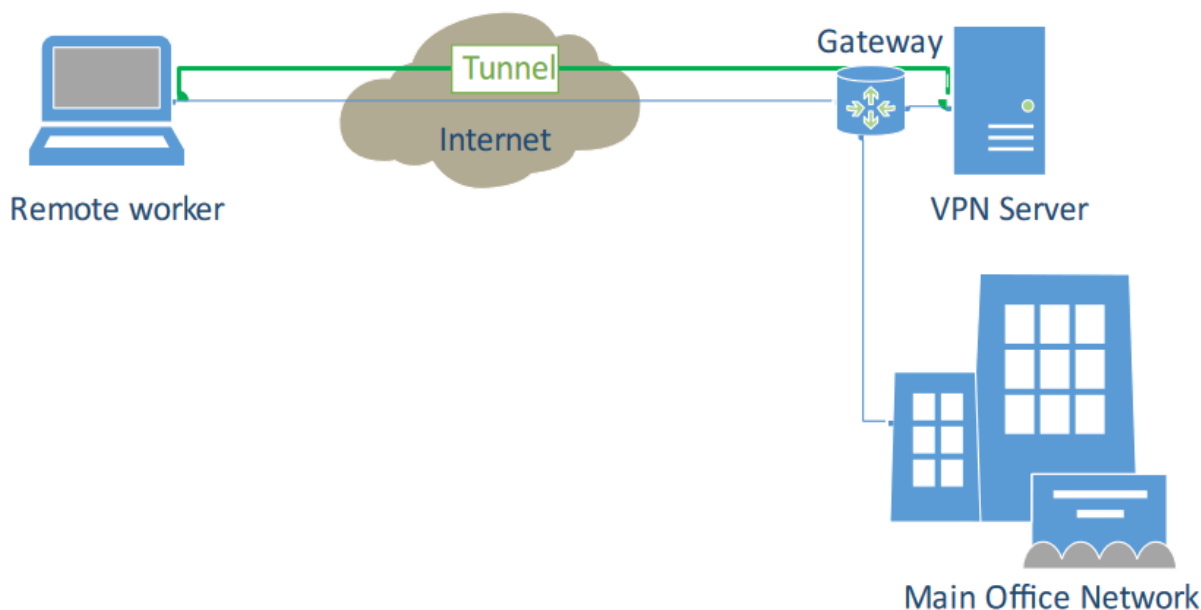 Gateway
Tunnel
Internet
Remote worker
VPN Server
Main Office Network